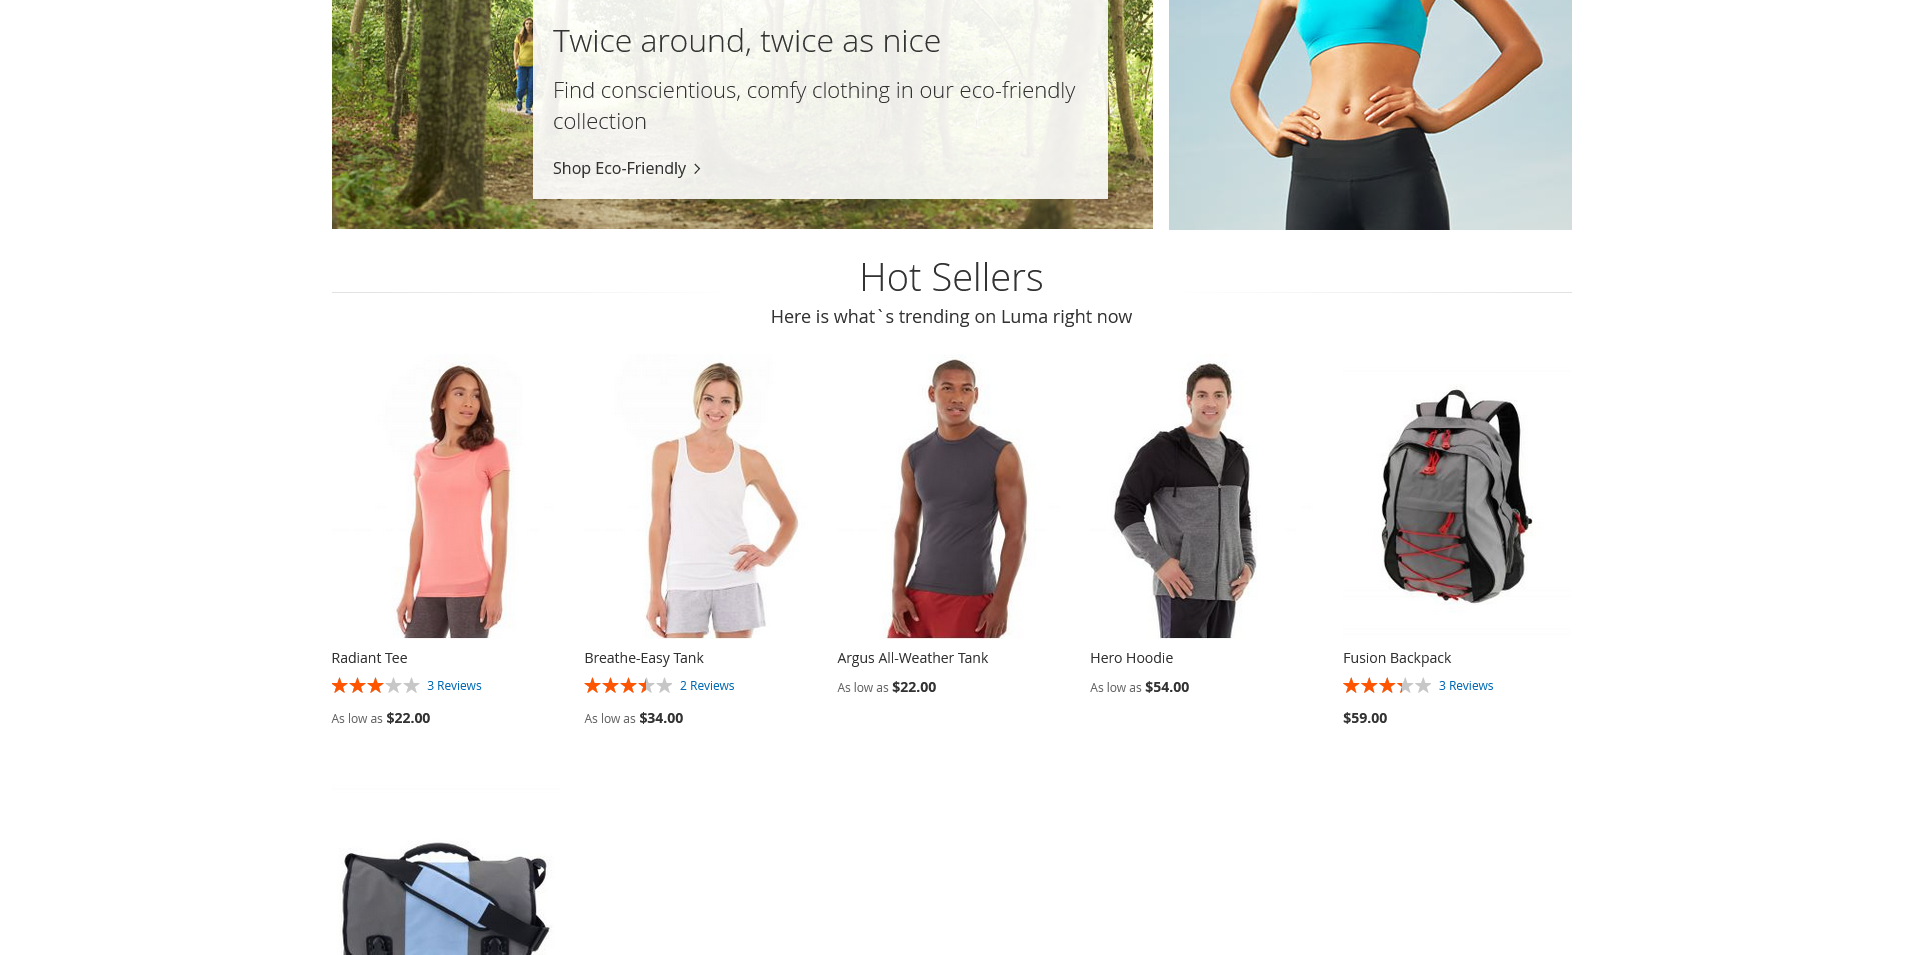 Twice around, twice as nice
Find conscientious, comfy clothing in our eco-friendly
collection
Shop Eco-Friendly
Hot Sellers
Here is what`s trending on Luma right now
Radiant Tee
3 Reviews
As low as $22.00
Breathe-Easy Tank
2 Reviews
As low as $34.00
Argus All-Weather Tank
As low as $22.00
Hero Hoodie
As low as $54.00
Fusion Backpack
3 Reviews
$59.00